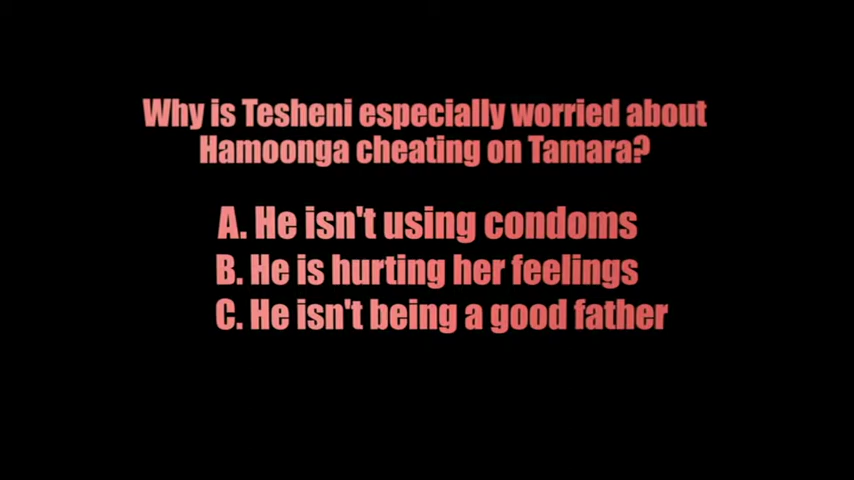 Why is Tesheni especially worried about
Hamoonga cheating on Tamara?
A. He isn't using condoms
B. He is hurting her feelings
C. He isn't being a good father